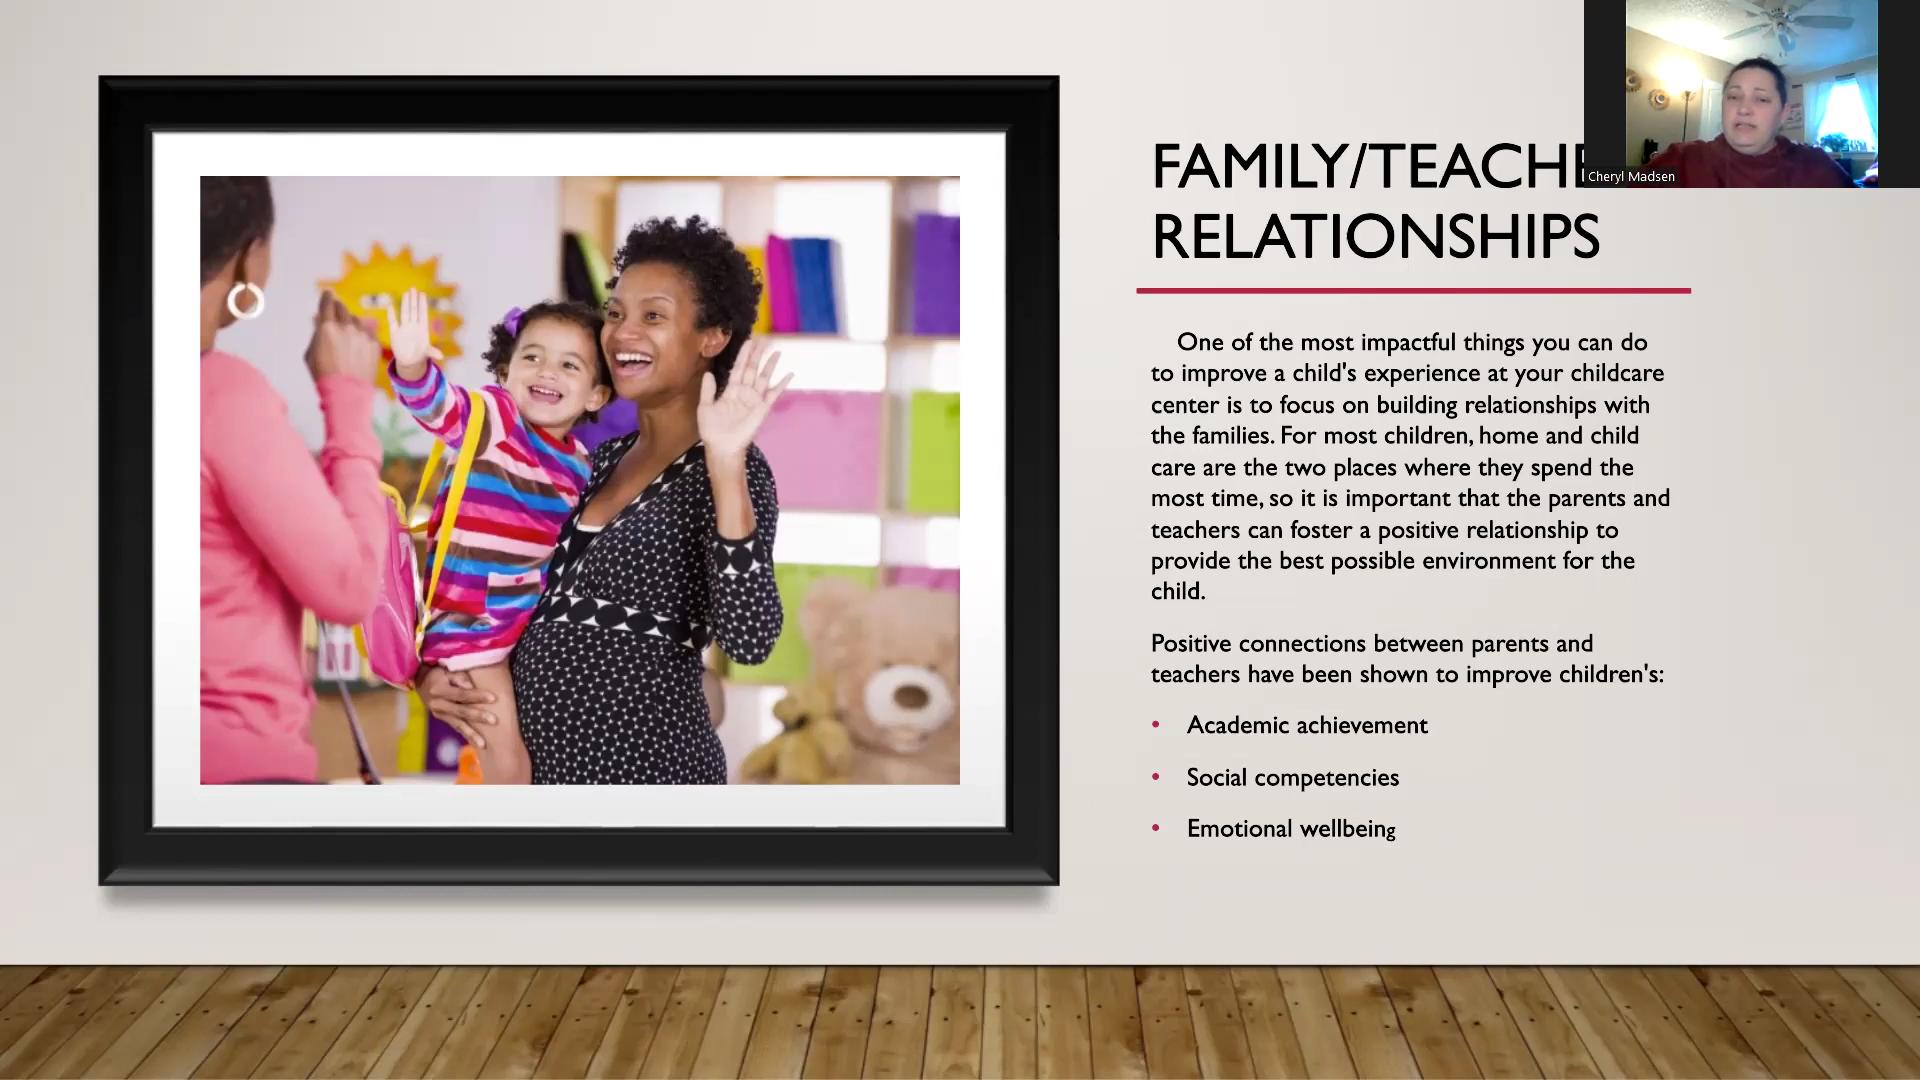 FAMILY/TEACHE
RELATIONSHIPS
Cheryl Madsen
One of the most impactful things you can do
to improve a child's experience at your childcare
center is to focus on building relationships with
the families. For most children, home and child
care are the two places where they spend the
most time, so it is important that the parents and
teachers can foster a positive relationship to
provide the best possible environment for the
child.
Positive connections between parents and
teachers have been shown to improve children's:
• Academic achievement
• Social competencies
• Emotional wellbeing